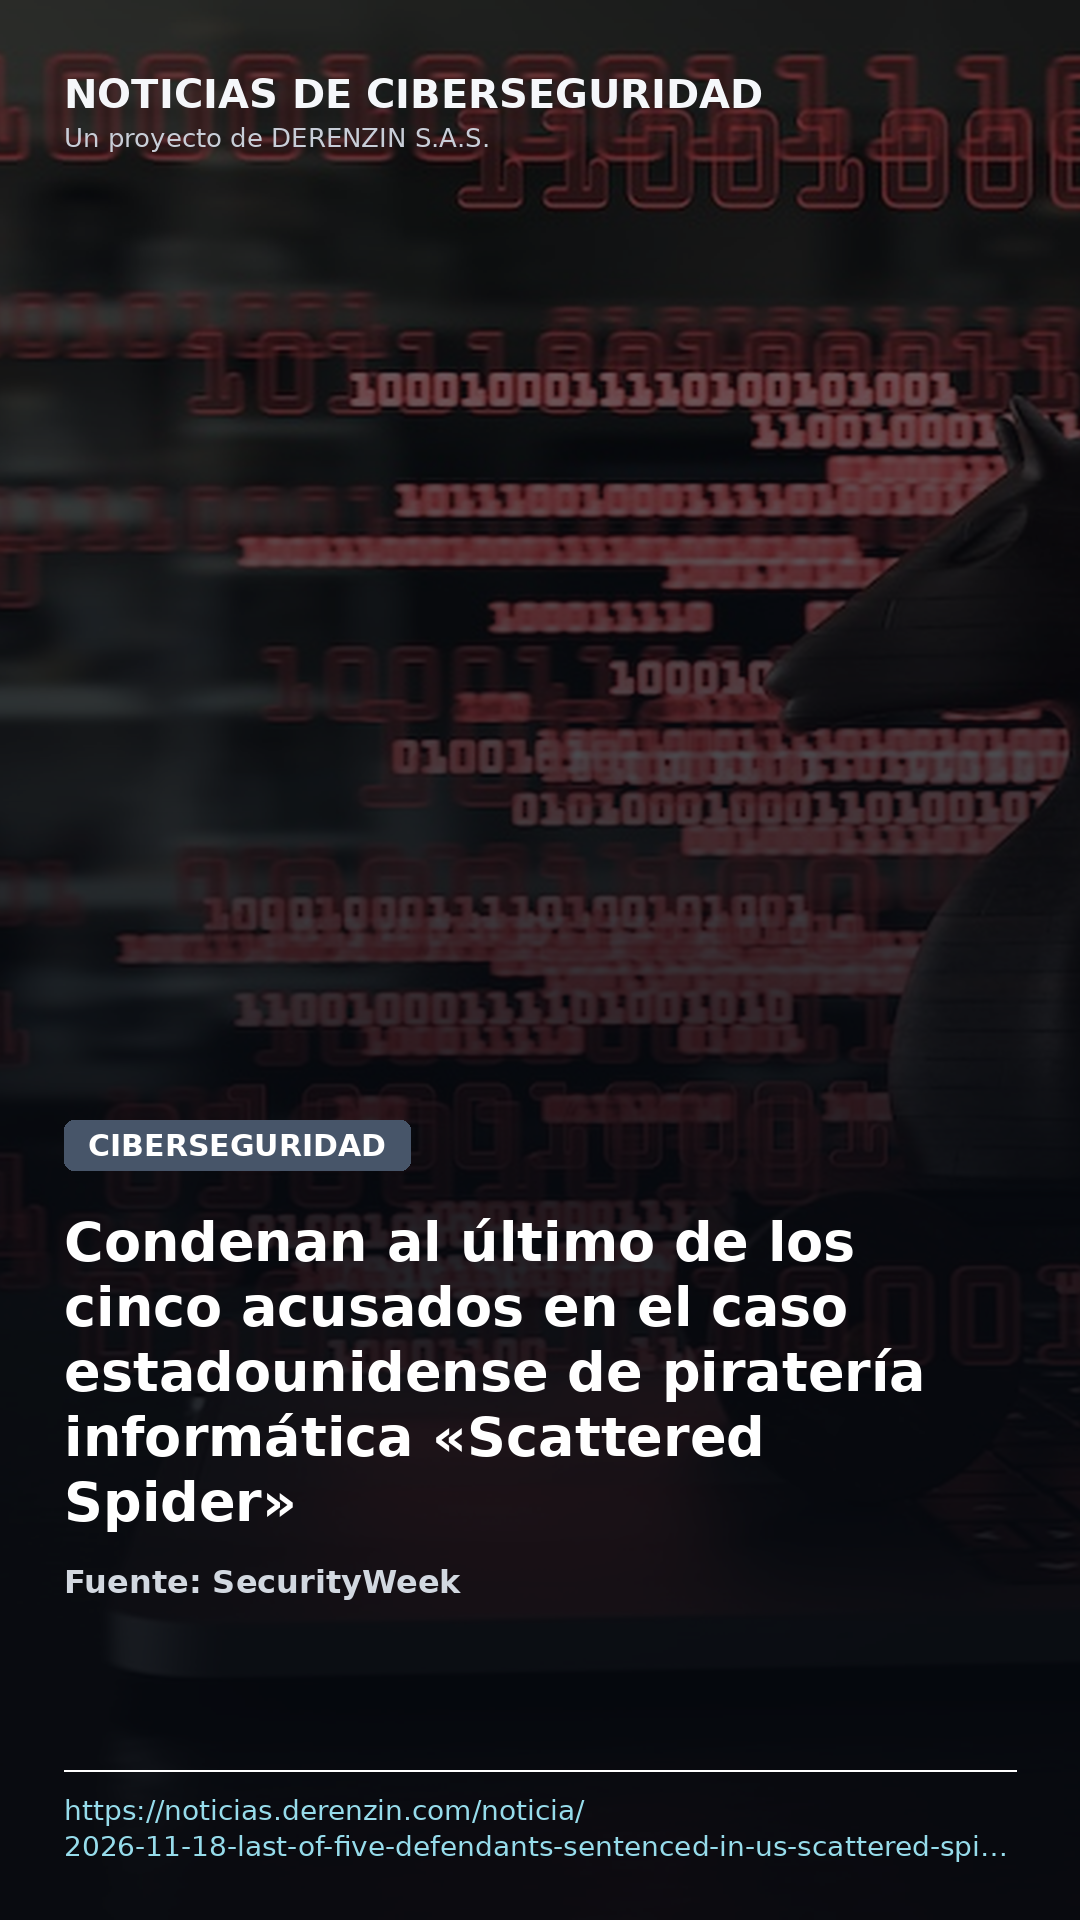 NOTICIAS DE CIBERSEGURIDAD
Un proyecto de DERENZIN S.A.S.
100010001111010010100​1
CIBERSEGURIDAD
Condenan al último de los
cinco acusados en el caso
estadounidense de piratería
informática «Scattered
Spider»
Fuente: SecurityWeek
https://noticias.derenzin.com/noticia/
2026-11-18-last-of-five-defendants-sentenced-in-us-scattered-spi...